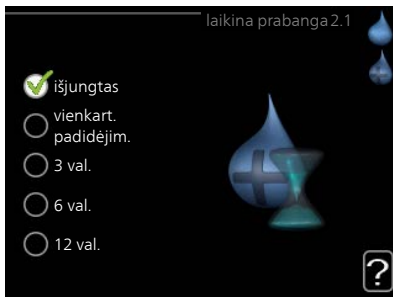 laikina prabanga 2.1
išjungtas
vienkart.
padidėjim.
3 val.
6 val.
12 val.
?